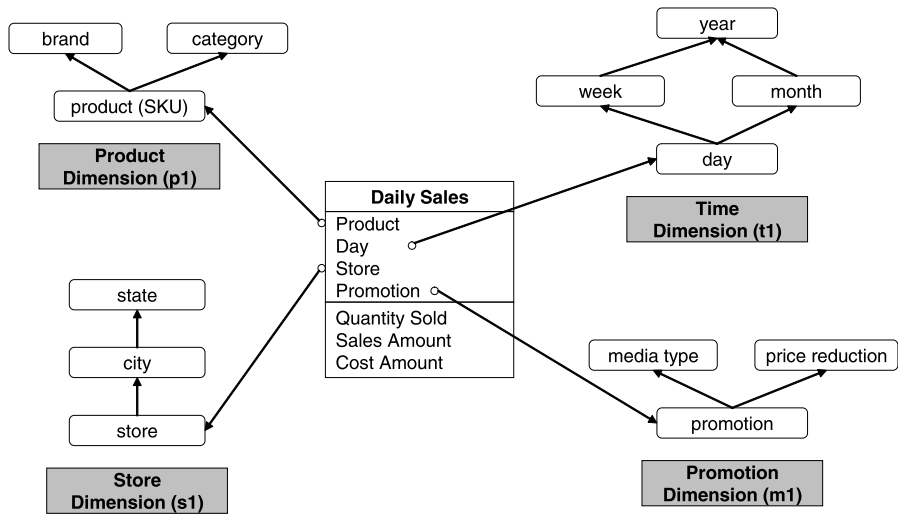 brand
category
product (SKU)
Product
Dimension (p1)
year
week
month
day
Time
Dimension (t1)
Daily Sales
Product
Day
Store
Promotion
Quantity Sold
Sales Amount
Cost Amount
state
city
store
Store
Dimension (s1)
media type
price reduction
promotion
Promotion
Dimension (m1)